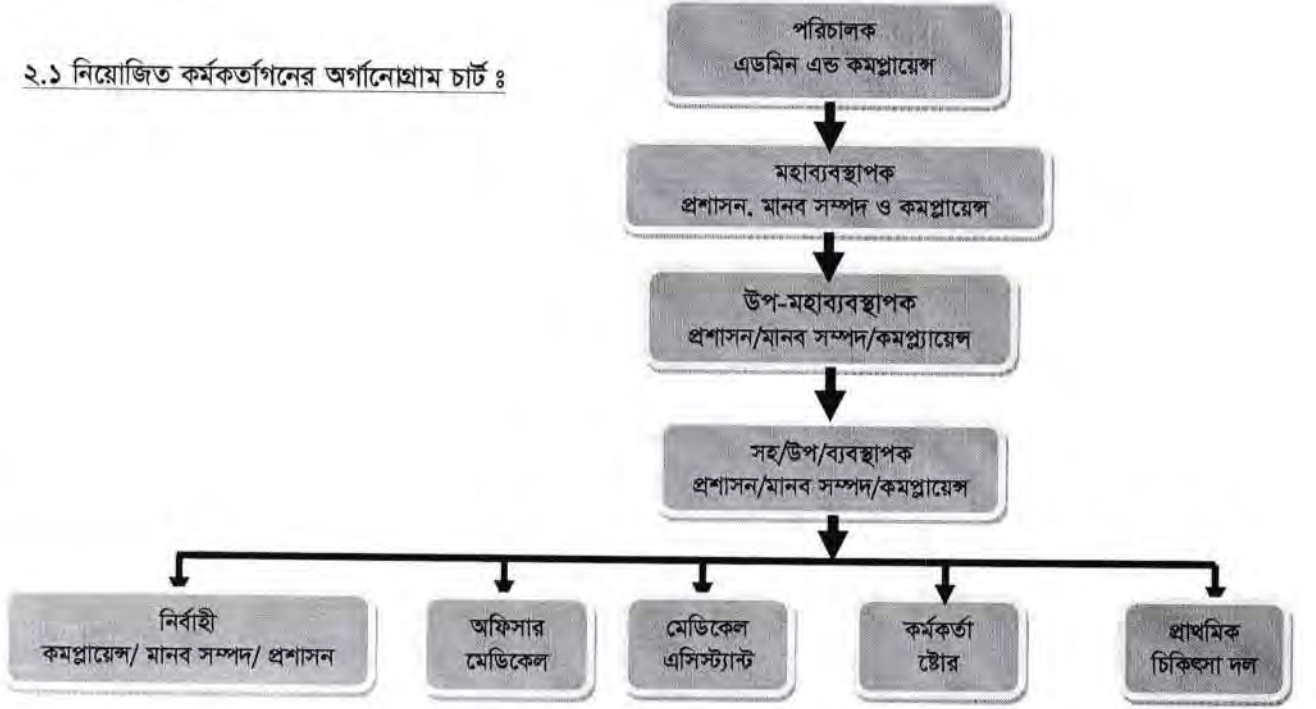 ২.১ নিয়োজিত কর্মকর্তাগনের অর্গানোগ্রাম চার্ট ঃ
পরিচালক
এডমিন এন্ড কমপ্লায়েন্স
মহাব্যবস্থাপক
প্রশাসন, মানব সম্পদ ও কমপ্লায়েন্স
উপ-মহাব্যবস্থাপক
প্রশাসন/মানব সম্পদ/কমপ্ল্যায়েন্স
সহ/উপ/ব্যবস্থাপক
প্রশাসন/মানব সম্পদ/কমপ্লায়েন্স
নির্বাহী
কমপ্লায়েন্স/ মানব সম্পদ/ প্রশাসন
অফিসার
মেডিকেল
মেডিকেল
এসিস্ট্যান্ট
কর্মকর্তা
ষ্টোর
প্রাথমিক
চিকিৎসা দল